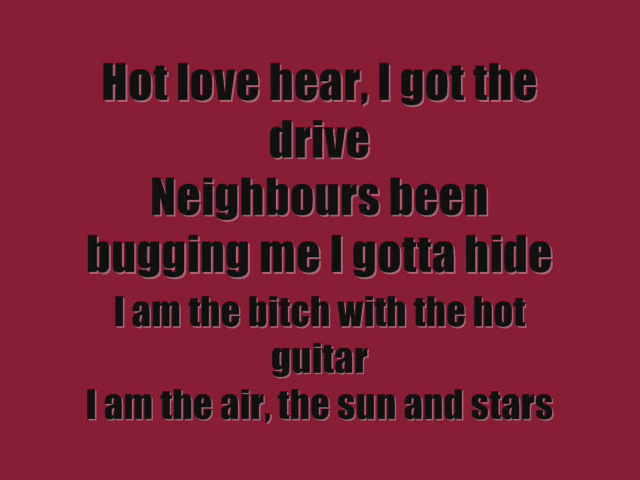 Hot love hear, I got the
drive
Neighbours been
bugging me I gotta hide
I am the bitch with the hot
guitar
I am the air, the sun and stars